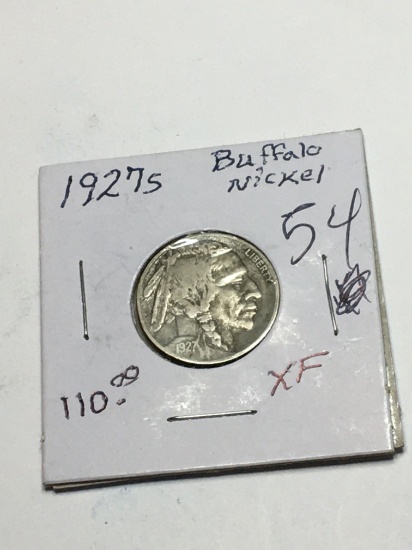 1927s Buffalo
Nickel
54
LIBERTY
1927
110.00
XF